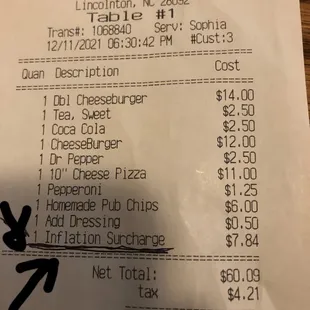 Lincolnton, NC 28092
Table #1
Trans#: 1068840 Serv: Sophia
12/11/2021 06:30:42 PM #Cust:3
Quan Description Cost
1 Dbl Cheeseburger $14.00
1 Tea, Sweet $2.50
1 Coca Cola $2.50
1 CheeseBurger $12.00
1 Dr Pepper $2.50
1 10" Cheese Pizza $11.00
1 Pepperoni $1.25
1 Homemade Pub Chips $6.00
1 Add Dressing $0.50
1 Inflation Surcharge $7.84
Net Total: $60.09
tax $4.21